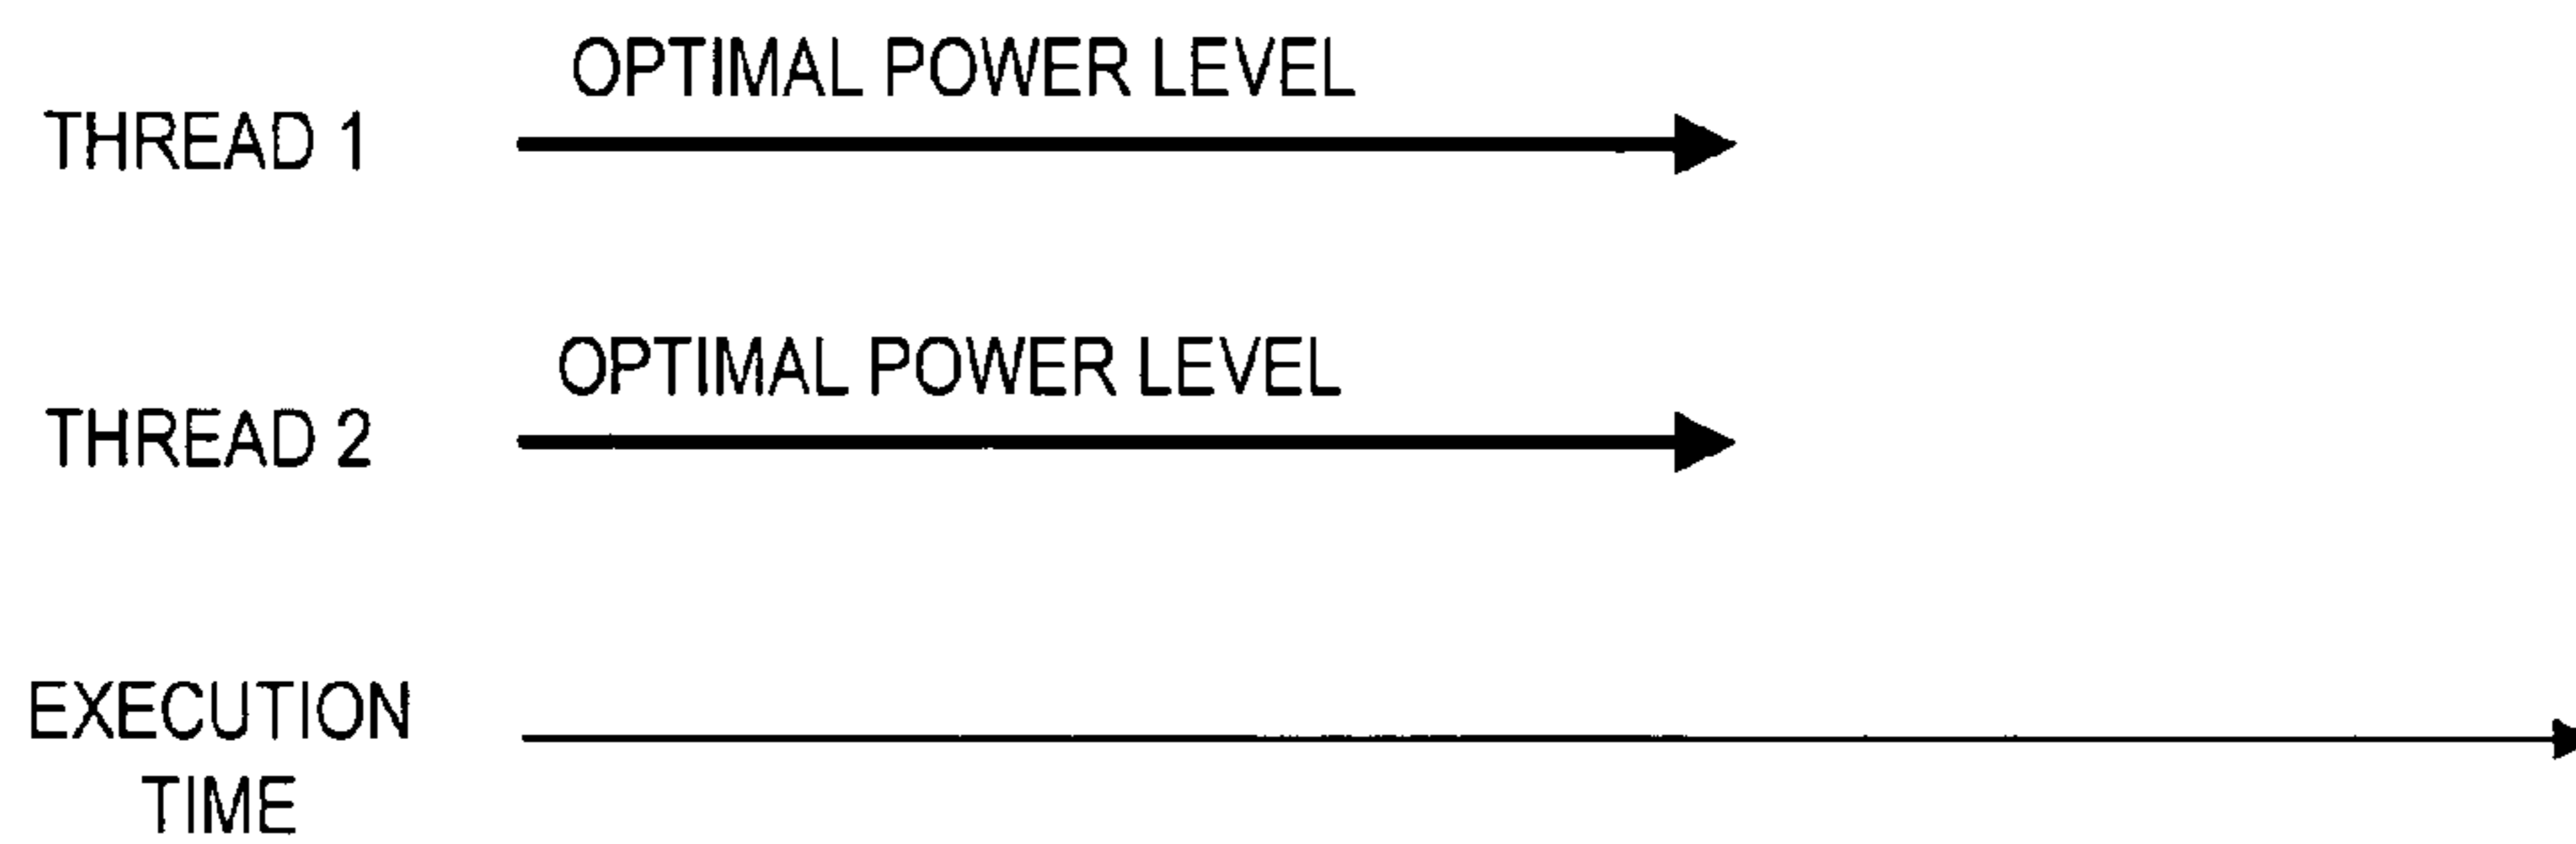 OPTIMAL POWER LEVEL
THREAD 1
OPTIMAL POWER LEVEL
THREAD 2
EXECUTION
TIME